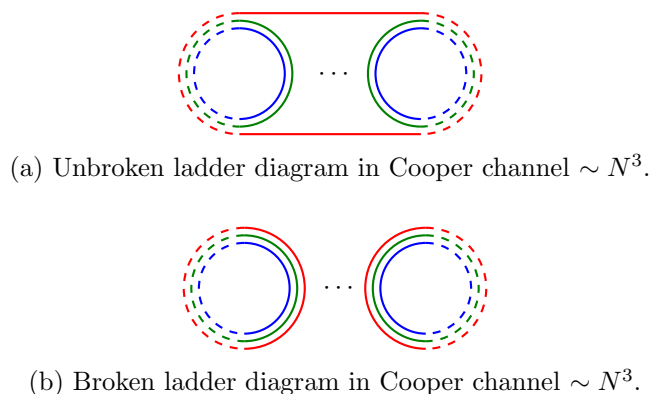 ...
(a) Unbroken ladder diagram in Cooper channel ∼ N³.
...
(b) Broken ladder diagram in Cooper channel ∼ N³.